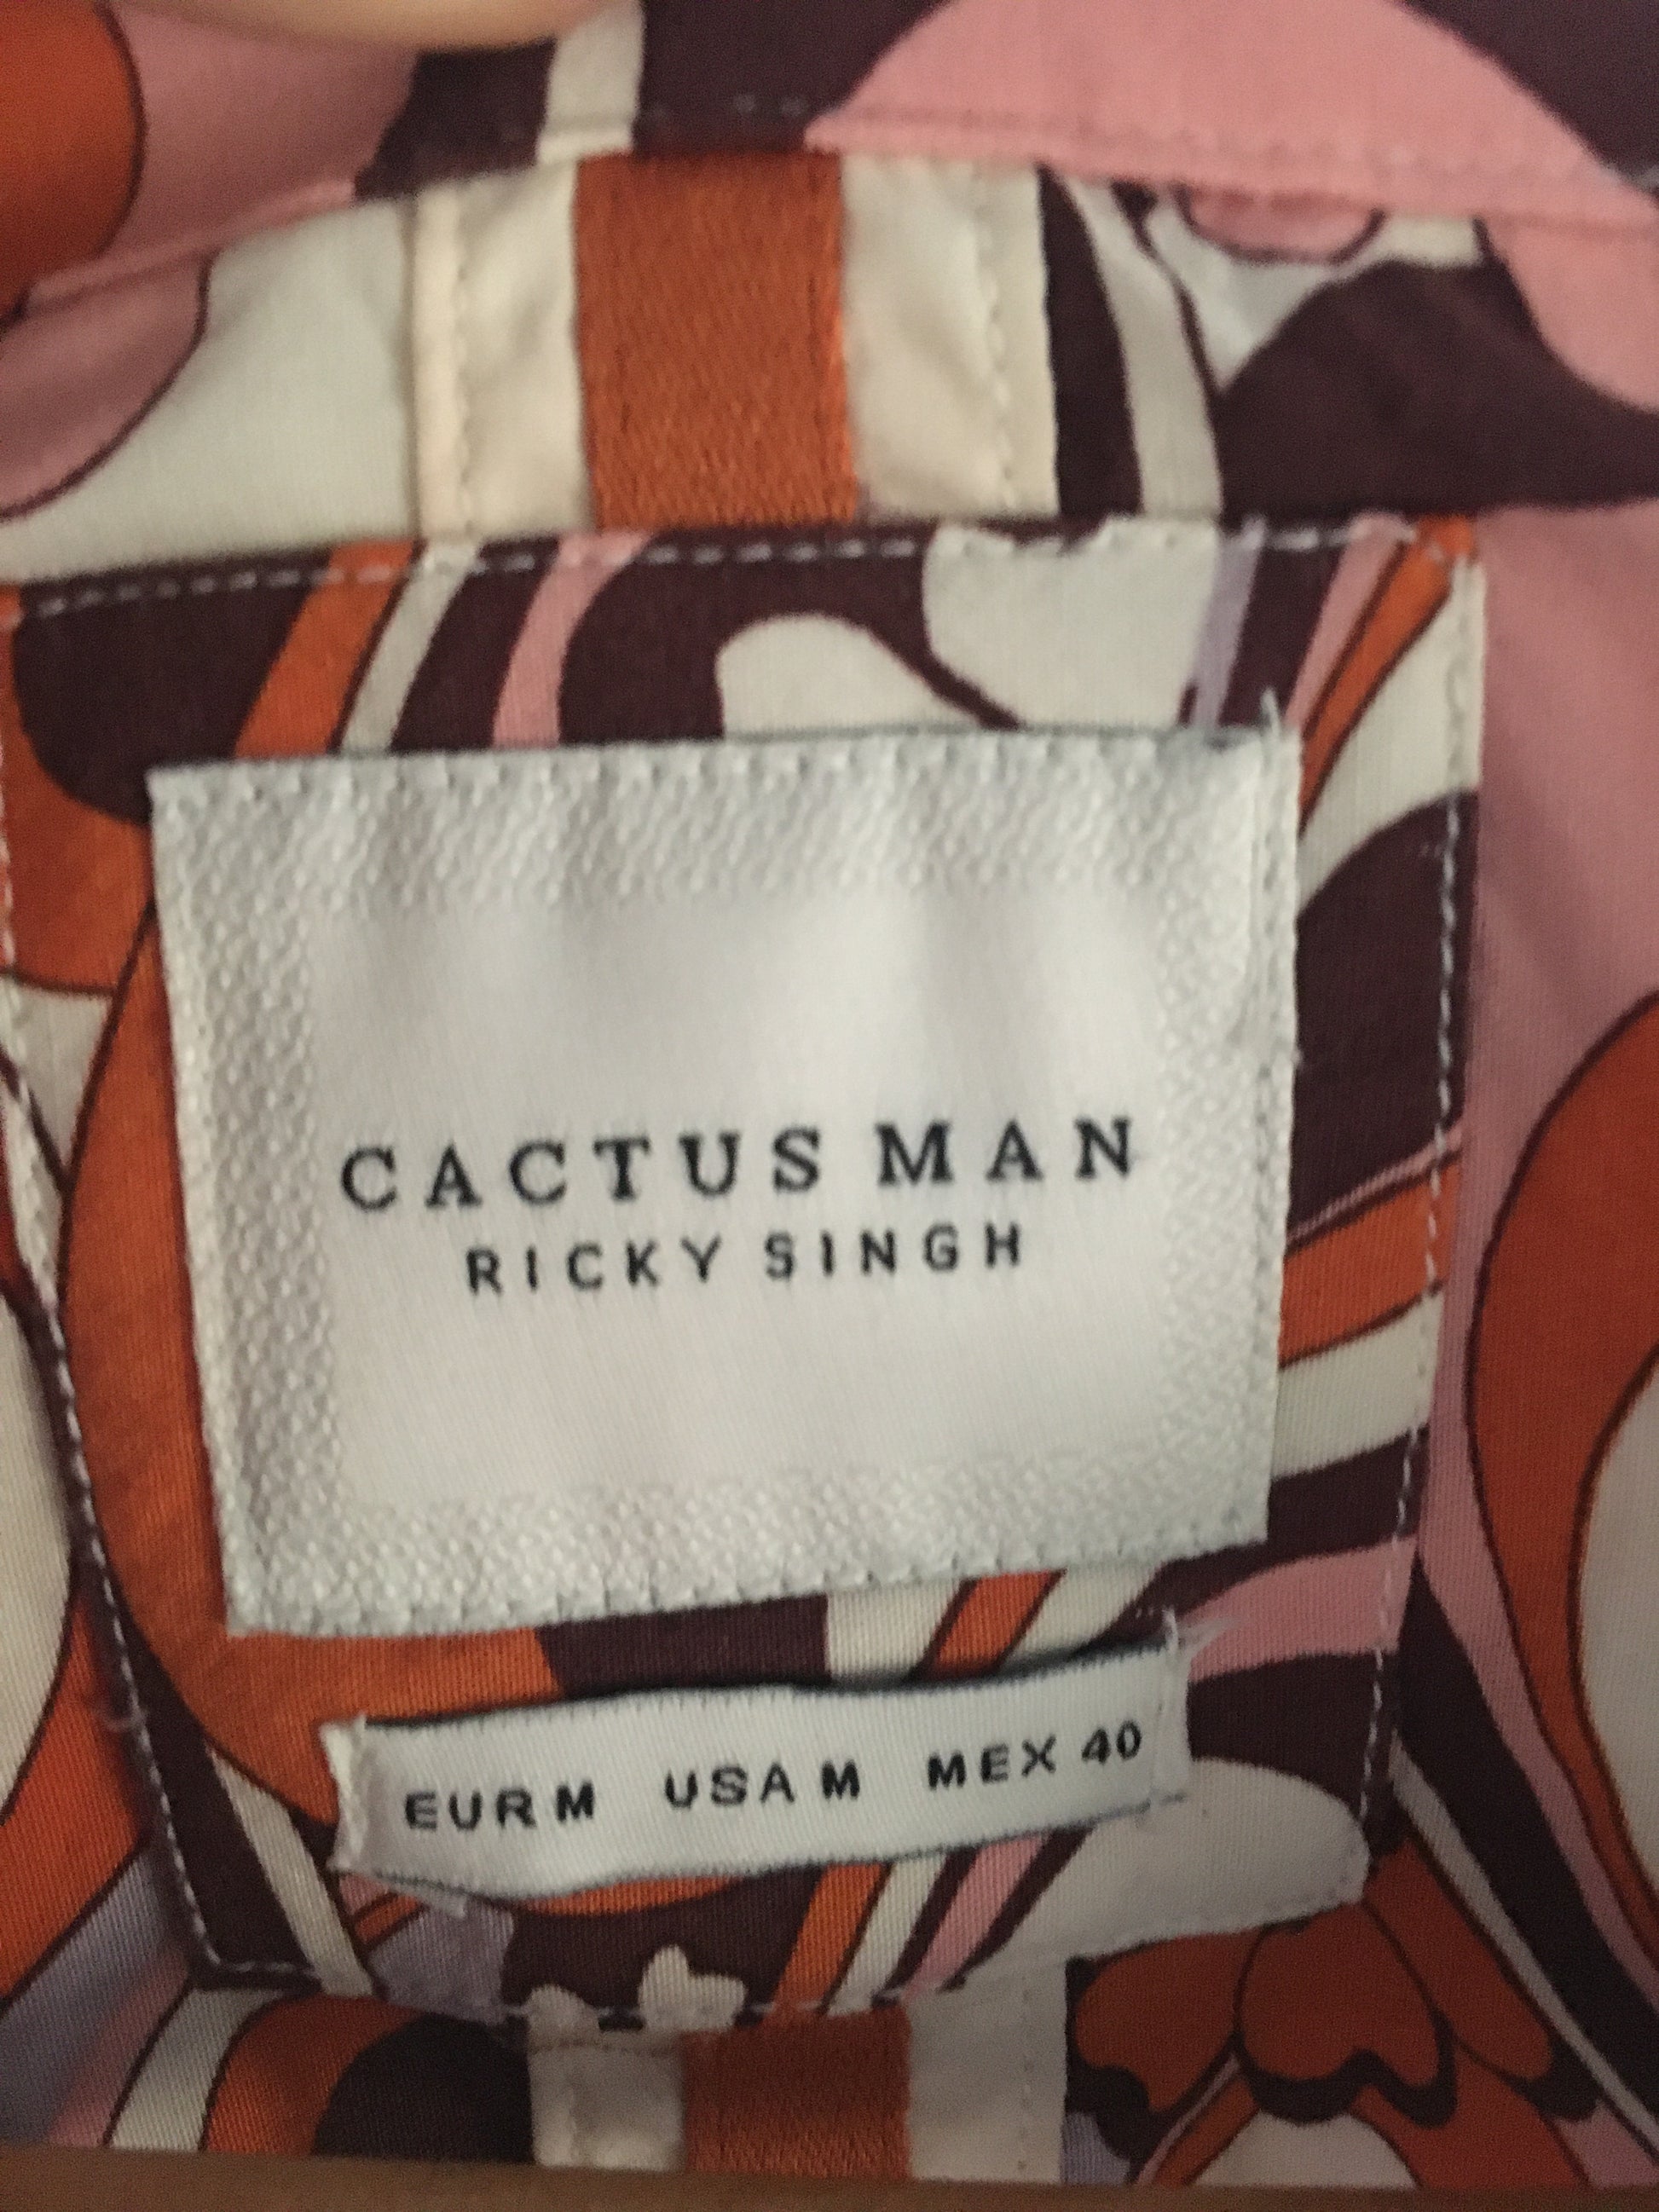 CACTUS MAN
RICKY SINGH
EUR M USA M MEX 40